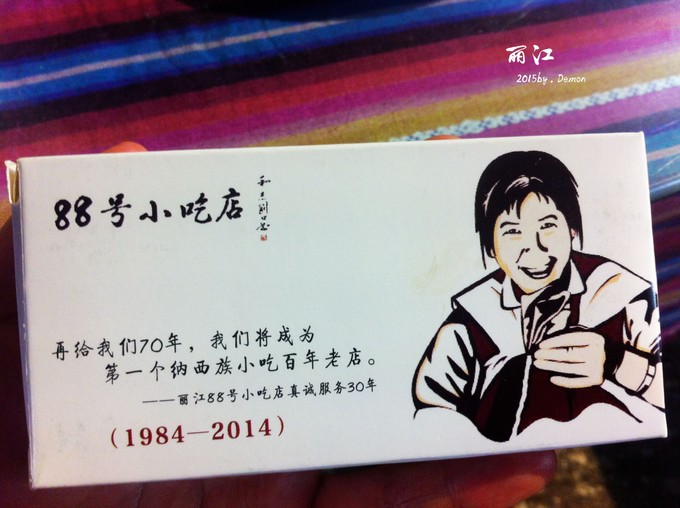 丽江
2015by.Demon
88号小吃店
再给我们70年，我们将成为
第一个纳西族小吃百年老店。
——丽江88号小吃店真诚服务30年
(1984—2014)